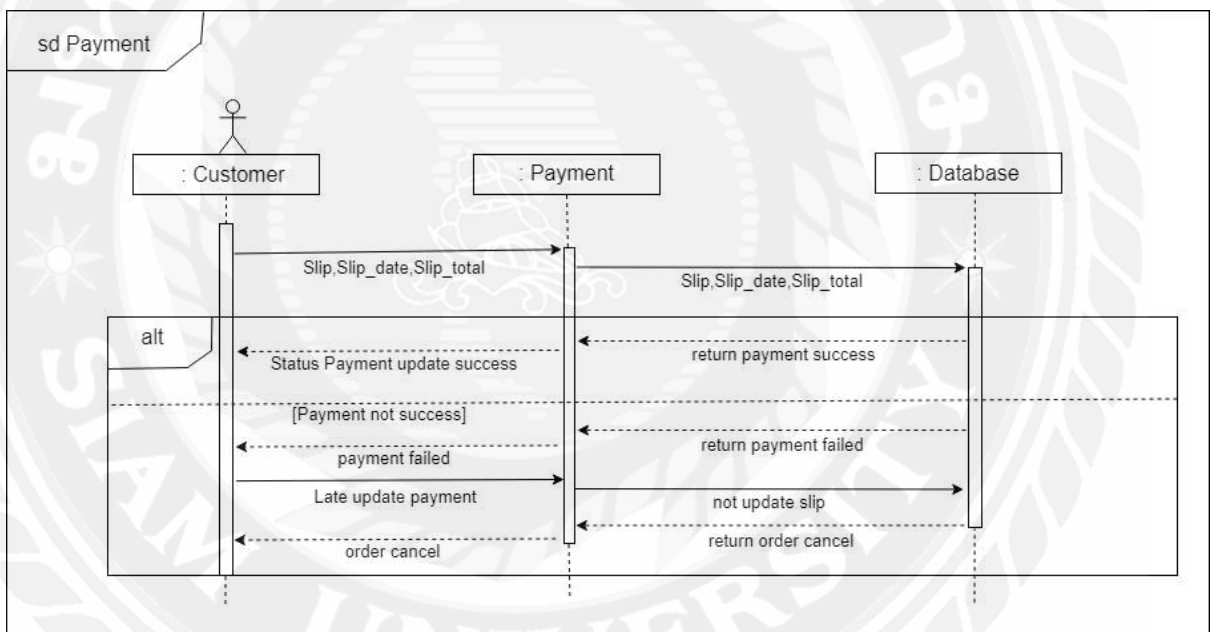 sd Payment
: Customer
: Payment
: Database
Slip,Slip_date,Slip_total
Slip,Slip_date,Slip_total
alt
return payment success
Status Payment update success
[Payment not success]
return payment failed
payment failed
Late update payment
not update slip
return order cancel
order cancel
SIAM UNIVERSITY